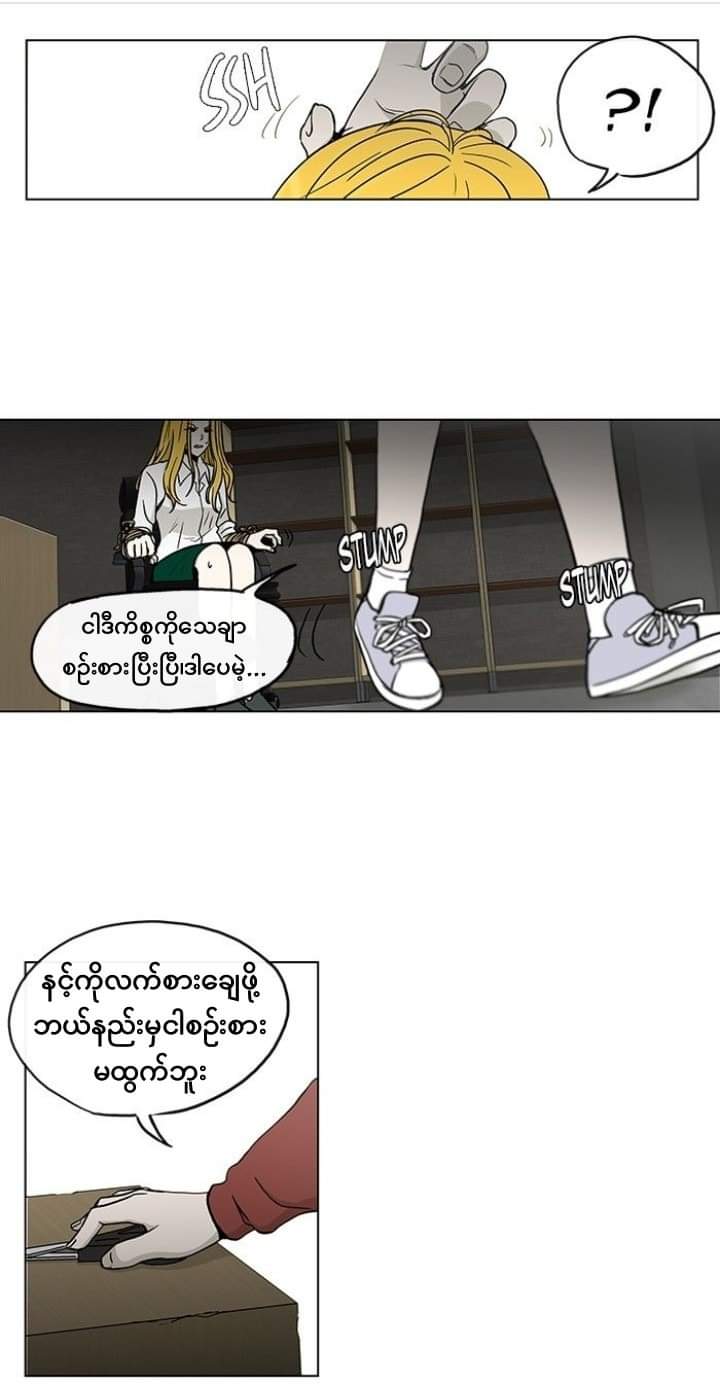 SSH
?!
STUMP
STUMP
ငါဒီကိစ္စကိုသေချာ
စဉ်းစားပြီးပြီ၊ဒါပေမဲ့...
နင့်ကိုလက်စားချေဖို့
ဘယ်နည်းမှငါစဉ်းစား
မထွက်ဘူး